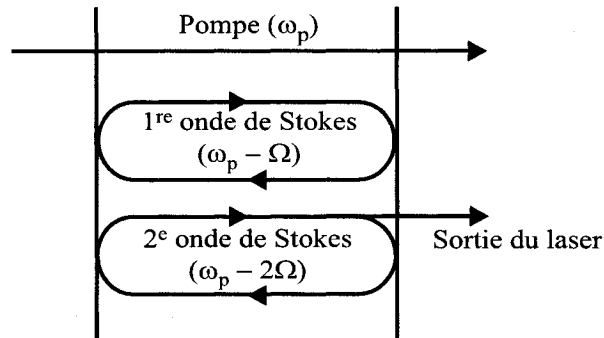 Pompe (ωp)
1re onde de Stokes
(ωp – Ω)
2e onde de Stokes
(ωp – 2Ω)
Sortie du laser